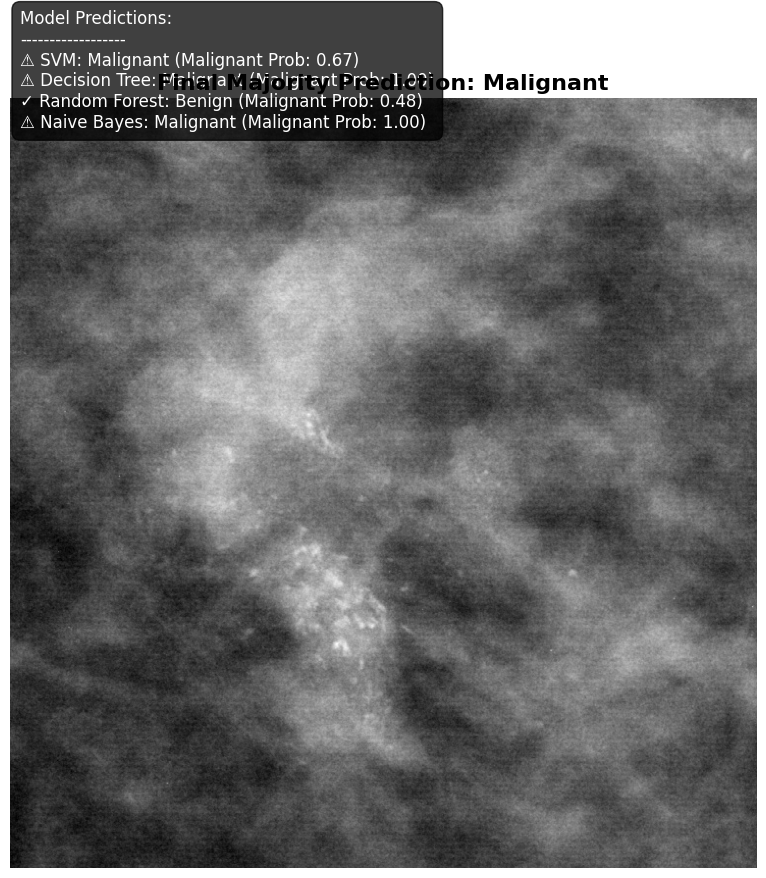 Model Predictions:
------------------
⚠ SVM: Malignant (Malignant Prob: 0.67)
⚠ Decision Tree: Malignant (Malignant Prob: 1.00)
Final Majority Prediction: Malignant
✓ Random Forest: Benign (Malignant Prob: 0.48)
⚠ Naive Bayes: Malignant (Malignant Prob: 1.00)